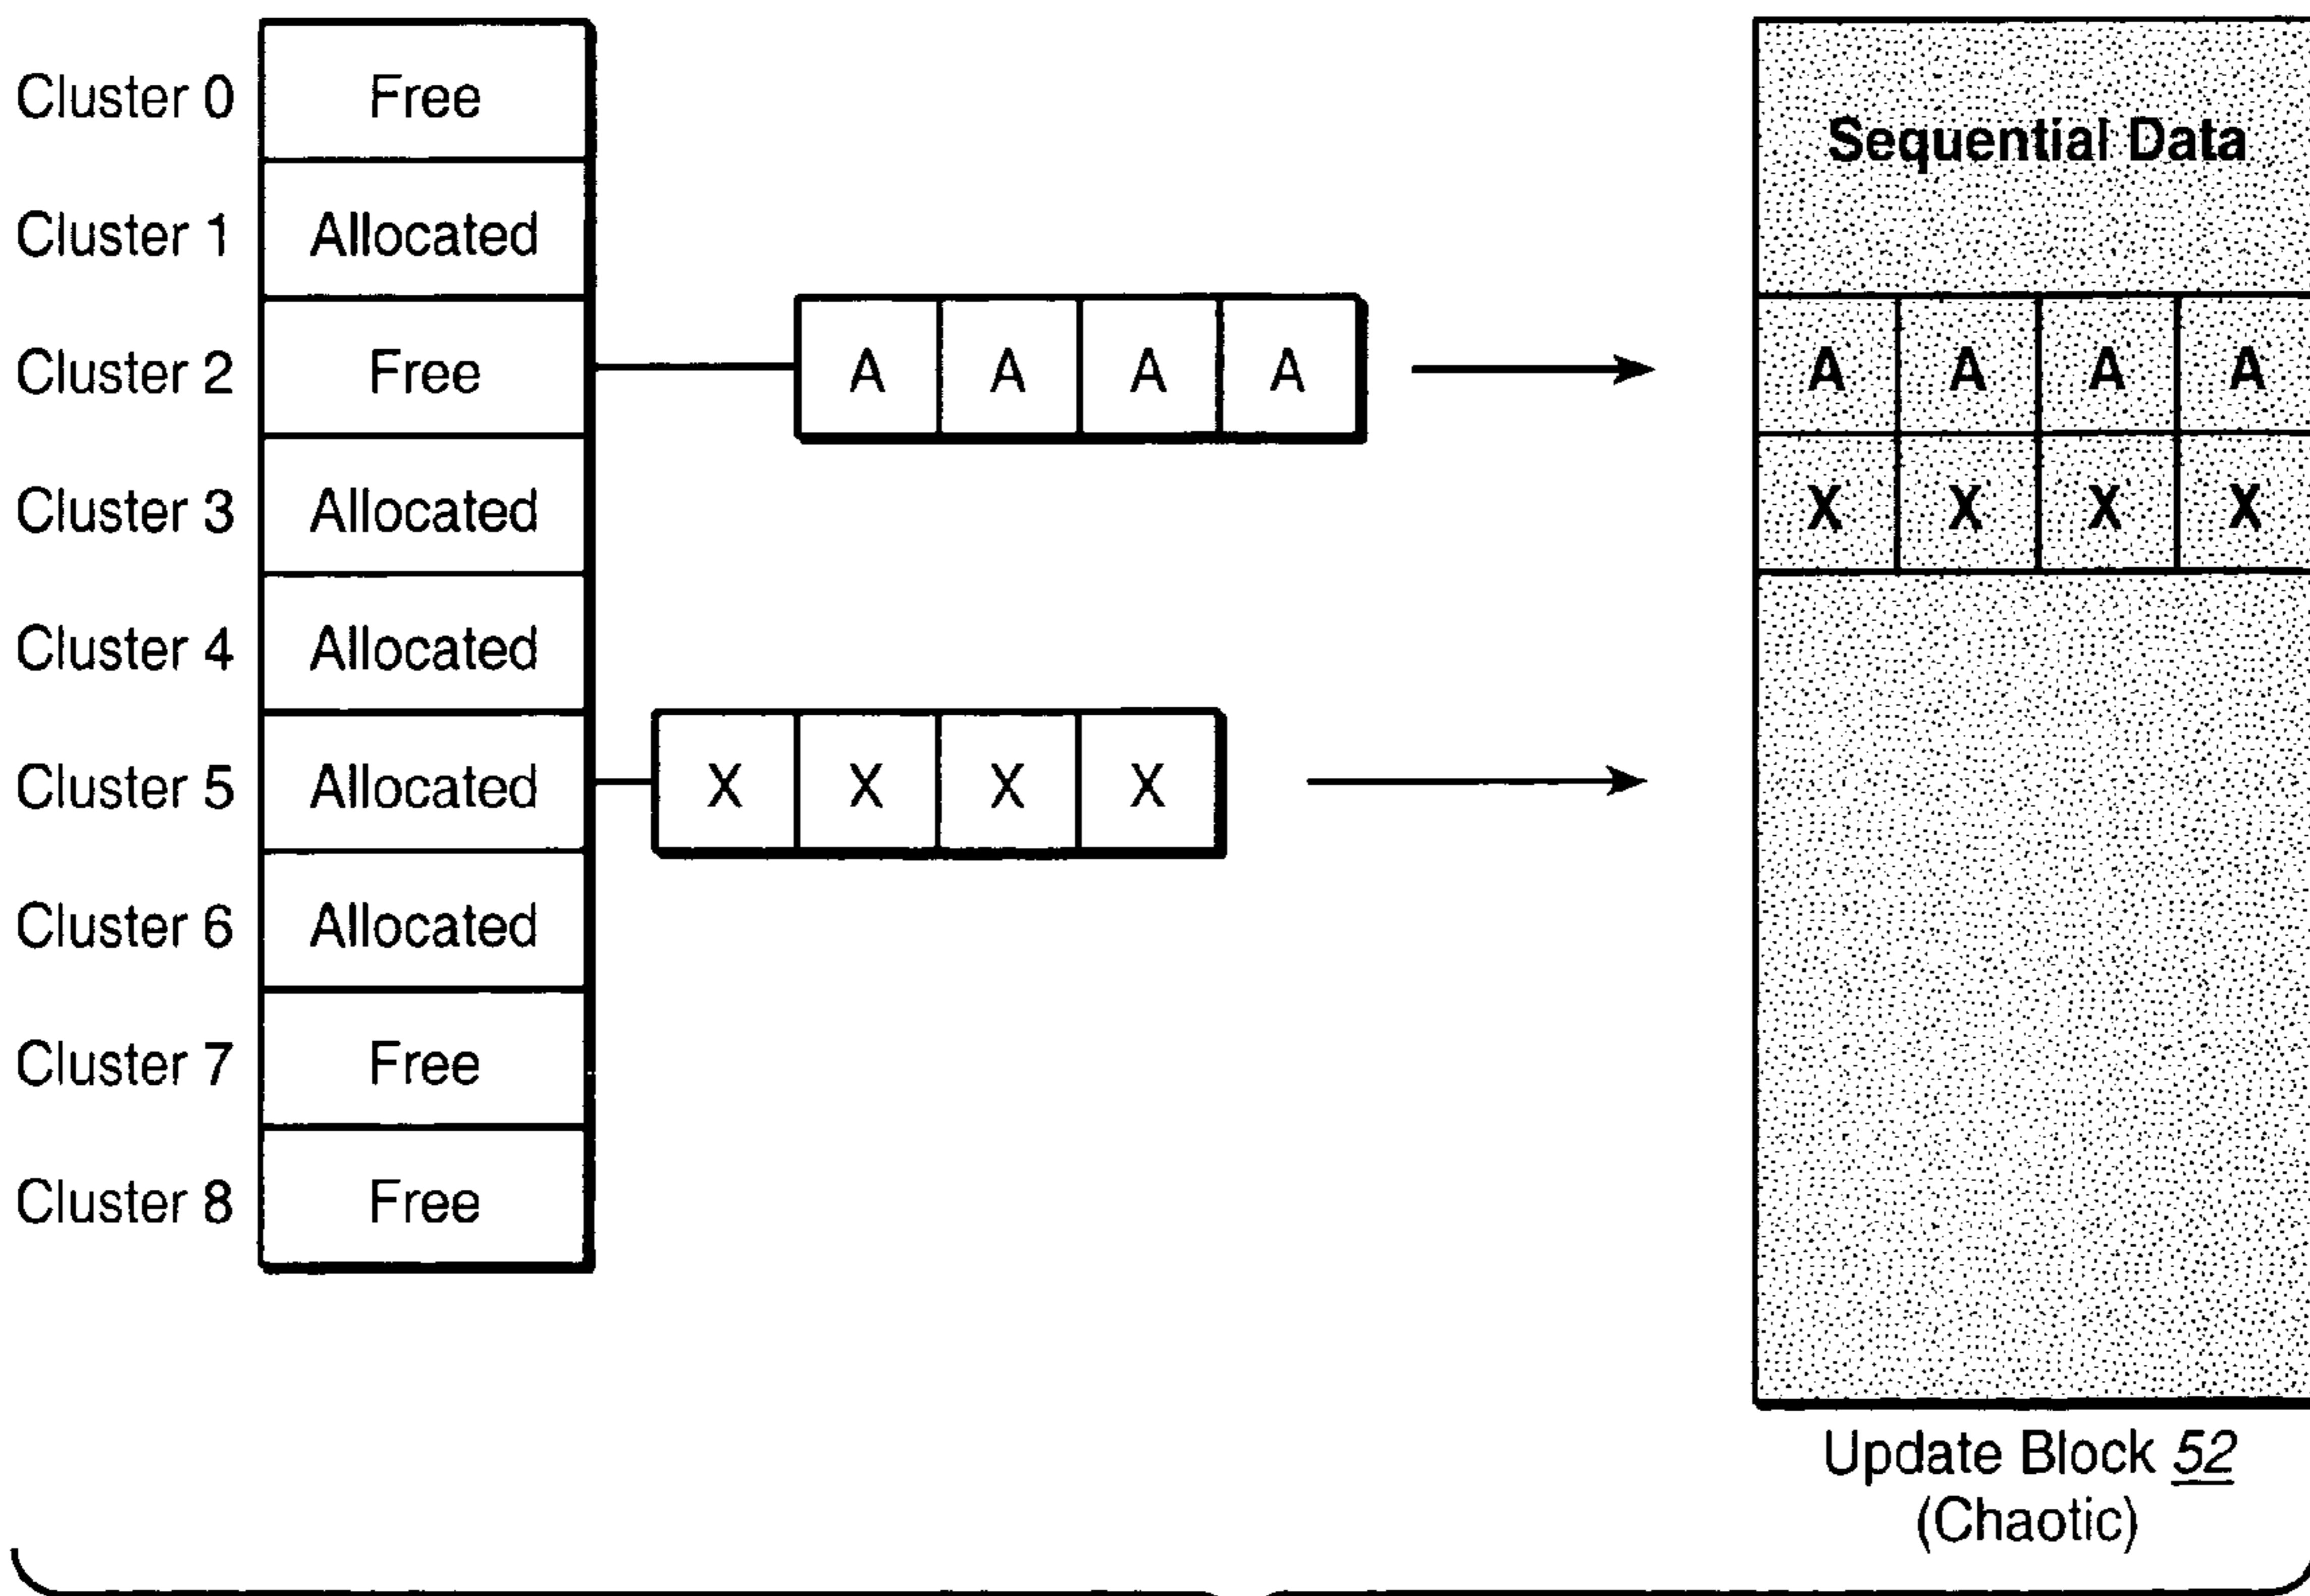 Cluster 0 Free
Sequential Data
Cluster 1 Allocated
Cluster 2 Free A A A A A A A A
Cluster 3 Allocated X X X X
Cluster 4 Allocated
Cluster 5 Allocated X X X X
Cluster 6 Allocated
Cluster 7 Free
Cluster 8 Free
Update Block 52
(Chaotic)